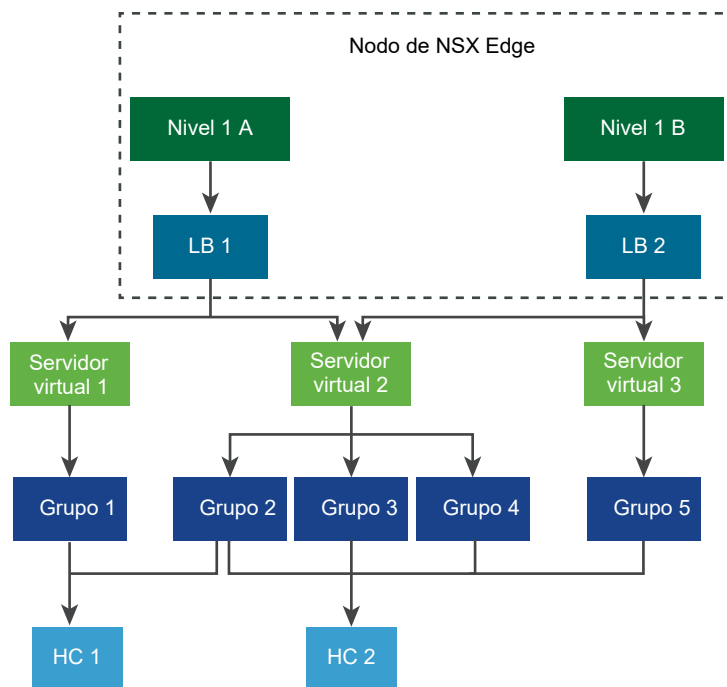 Nodo de NSX Edge
Nivel 1 A
Nivel 1 B
LB 1
LB 2
Servidor
virtual 1
Servidor
virtual 2
Servidor
virtual 3
Grupo 1
Grupo 2
Grupo 3
Grupo 4
Grupo 5
HC 1
HC 2